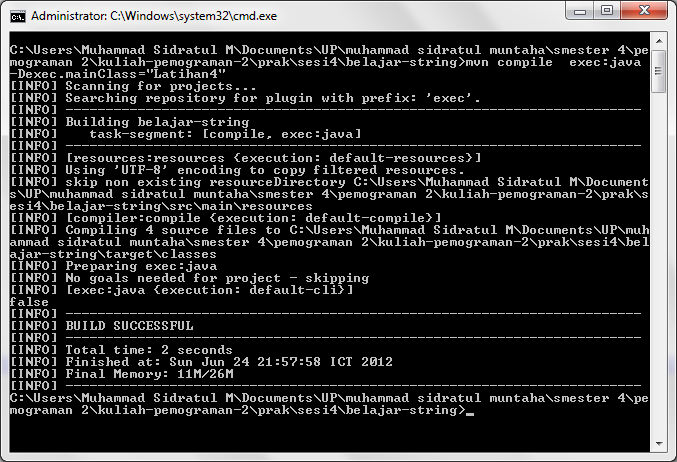 Administrator: C:\Windows\system32\cmd.exe
C:\Users\Muhammad Sidratul M\Documents\UP\muhammad sidratul muntaha\smester 4\pe
mograman 2\kuliah-pemograman-2\prak\sesi4\belajar-string>mvn compile  exec:java
-Dexec.mainClass="Latihan4"
[INFO] Scanning for projects...
[INFO] Searching repository for plugin with prefix: 'exec'.
[INFO] ------------------------------------------------------------------------
[INFO] Building belajar-string
[INFO]    task-segment: [compile, exec:java]
[INFO] ------------------------------------------------------------------------
[INFO] [resources:resources {execution: default-resources}]
[INFO] Using 'UTF-8' encoding to copy filtered resources.
[INFO] skip non existing resourceDirectory C:\Users\Muhammad Sidratul M\Document
s\UP\muhammad sidratul muntaha\smester 4\pemograman 2\kuliah-pemograman-2\prak\s
esi4\belajar-string\src\main\resources
[INFO] [compiler:compile {execution: default-compile}]
[INFO] Compiling 4 source files to C:\Users\Muhammad Sidratul M\Documents\UP\muh
ammad sidratul muntaha\smester 4\pemograman 2\kuliah-pemograman-2\prak\sesi4\bel
ajar-string\target\classes
[INFO] Preparing exec:java
[INFO] No goals needed for project - skipping
[INFO] [exec:java {execution: default-cli}]
false
[INFO] ------------------------------------------------------------------------
[INFO] BUILD SUCCESSFUL
[INFO] ------------------------------------------------------------------------
[INFO] Total time: 2 seconds
[INFO] Finished at: Sun Jun 24 21:57:58 ICT 2012
[INFO] Final Memory: 11M/26M
[INFO] ------------------------------------------------------------------------
C:\Users\Muhammad Sidratul M\Documents\UP\muhammad sidratul muntaha\smester 4\pe
mograman 2\kuliah-pemograman-2\prak\sesi4\belajar-string>_